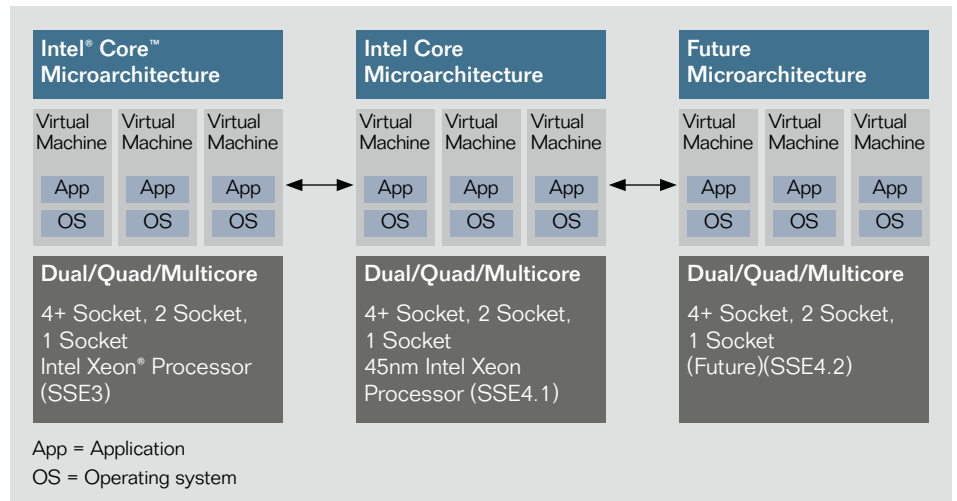 Intel® Core™
Microarchitecture
Virtual
Machine
App
OS
Virtual
Machine
App
OS
Virtual
Machine
App
OS
Dual/Quad/Multicore
4+ Socket, 2 Socket,
1 Socket
Intel Xeon® Processor
(SSE3)
Intel Core
Microarchitecture
Virtual
Machine
App
OS
Virtual
Machine
App
OS
Virtual
Machine
App
OS
Dual/Quad/Multicore
4+ Socket, 2 Socket,
1 Socket
45nm Intel Xeon
Processor (SSE4.1)
Future
Microarchitecture
Virtual
Machine
App
OS
Virtual
Machine
App
OS
Virtual
Machine
App
OS
Dual/Quad/Multicore
4+ Socket, 2 Socket,
1 Socket
(Future)(SSE4.2)
App = Application
OS = Operating system